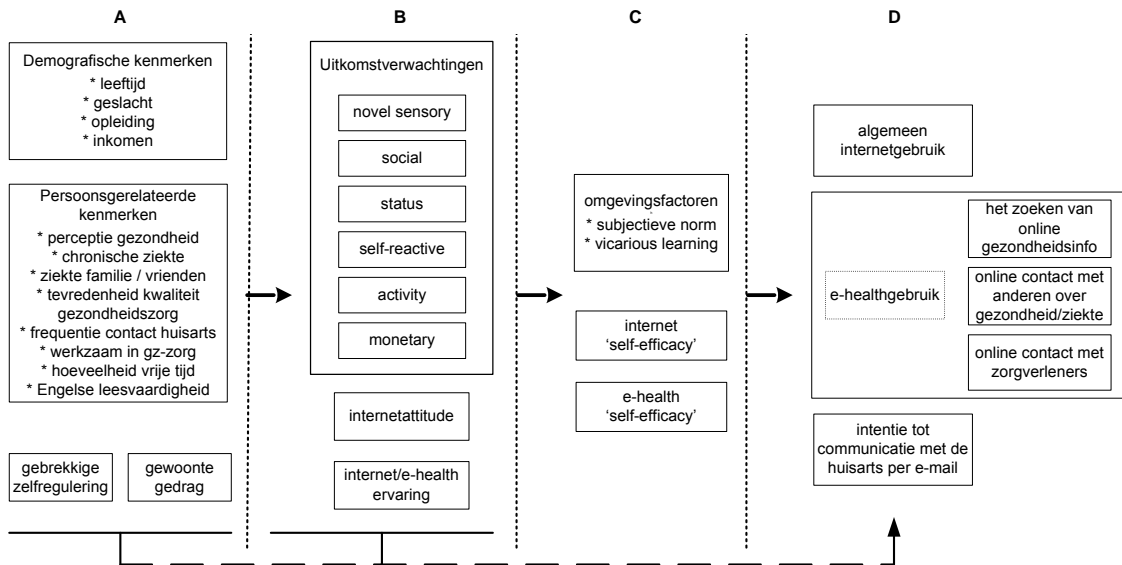 A
Demografische kenmerken
* leeftijd
* geslacht
* opleiding
* inkomen
Persoonsgerelateerde
kenmerken
* perceptie gezondheid
* chronische ziekte
* ziekte familie / vrienden
* tevredenheid kwaliteit
gezondheidszorg
* frequentie contact huisarts
* werkzaam in gz-zorg
* hoeveelheid vrije tijd
* Engelse leesvaardigheid
gebrekkige
zelfregulering
gewoonte
gedrag
B
Uitkomstverwachtingen
novel sensory
social
status
self-reactive
activity
monetary
internetattitude
internet/e-health
ervaring
C
omgevingsfactoren
* subjectieve norm
* vicarious learning
internet
‘self-efficacy’
e-health
‘self-efficacy’
D
algemeen
internetgebruik
e-healthgebruik
het zoeken van
online
gezondheidsinfo
online contact met
anderen over
gezondheid/ziekte
online contact met
zorgverleners
intentie tot
communicatie met de
huisarts per e-mail